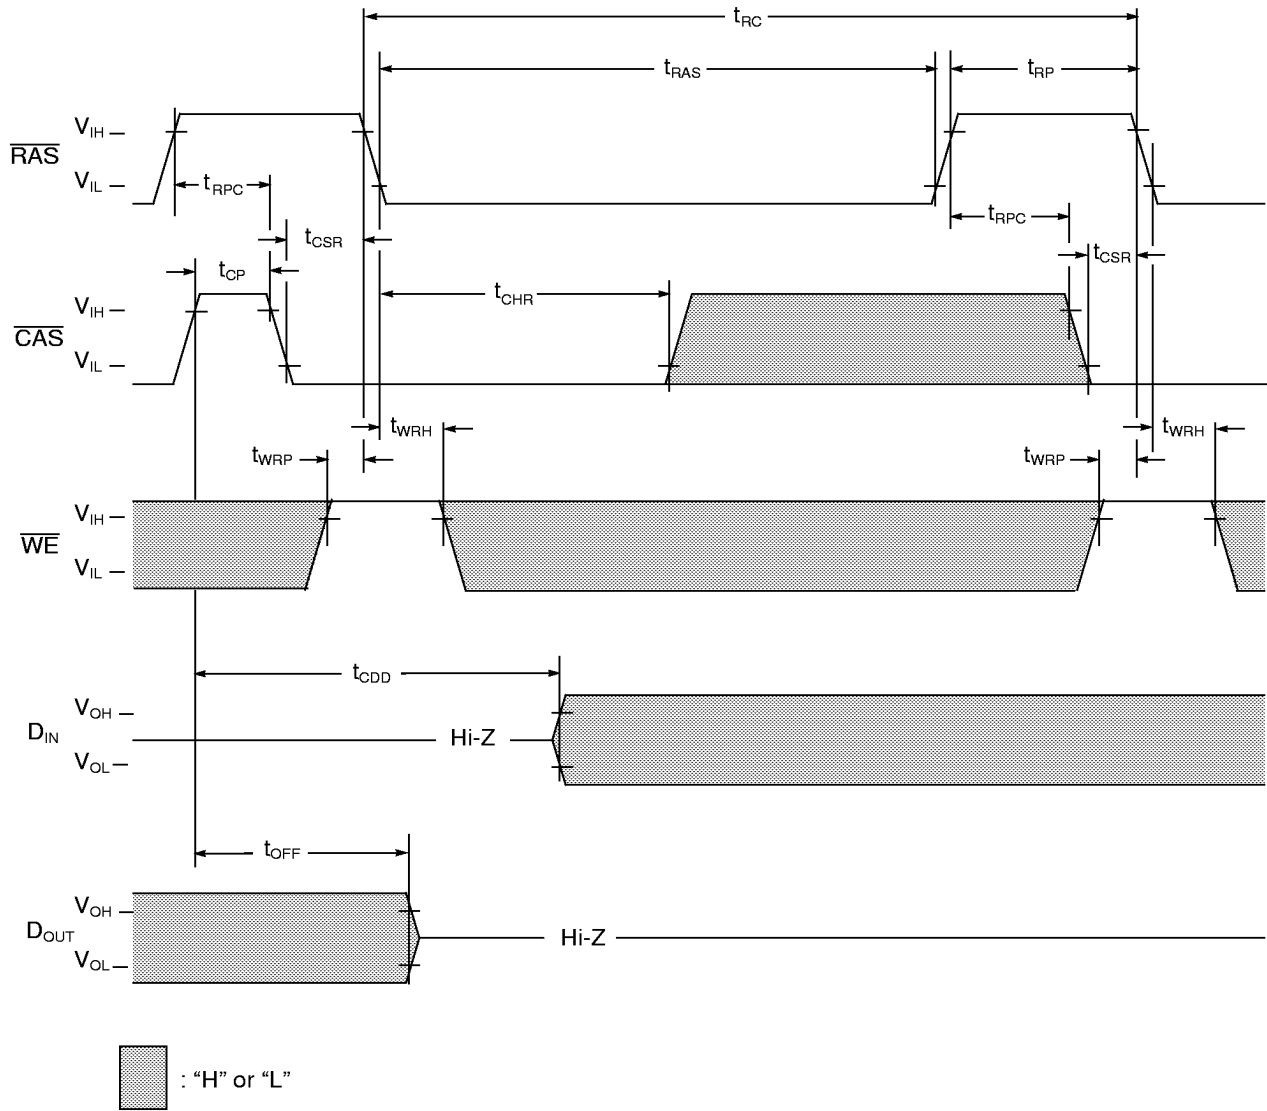 tRC
tRAS
tRP
VIH
RAS
VIL
tRPC
tRPC
tCSR
tCSR
tCP
tCHR
VIH
CAS
VIL
tWRH
tWRH
tWRP
tWRP
VIH
WE
VIL
tCDD
VOH
DIN
Hi-Z
VOL
tOFF
VOH
DOUT
Hi-Z
VOL
: “H” or “L”